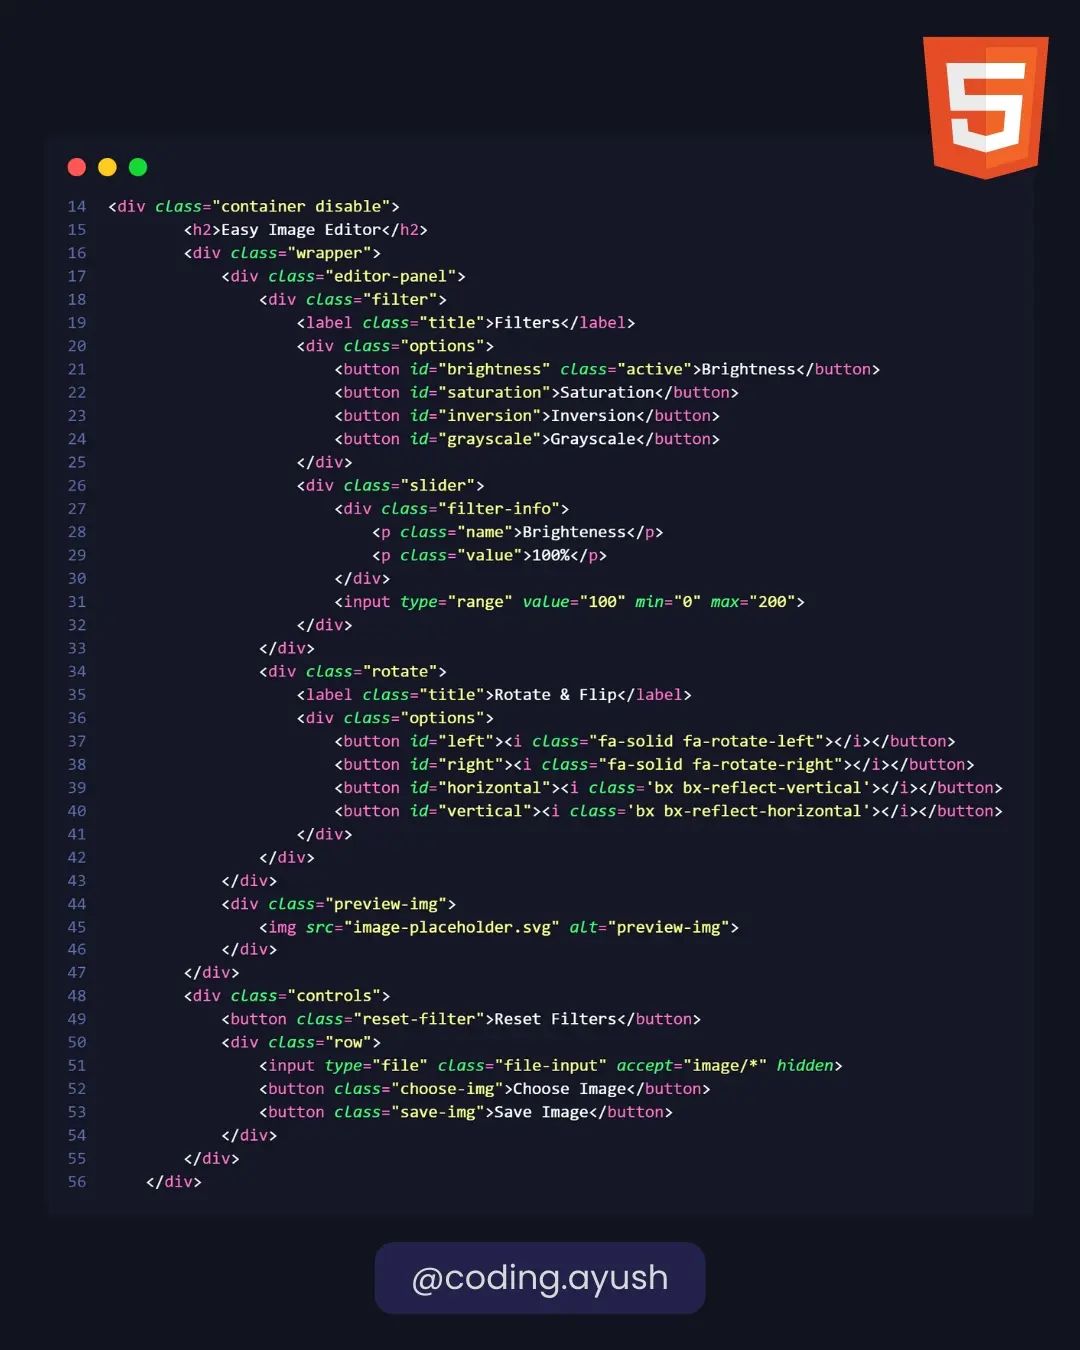 5
14 <div class="container disable">
15 <h2>Easy Image Editor</h2>
16 <div class="wrapper">
17 <div class="editor-panel">
18 <div class="filter">
19 <label class="title">Filters</label>
20 <div class="options">
21 <button id="brightness" class="active">Brightness</button>
22 <button id="saturation">Saturation</button>
23 <button id="inversion">Inversion</button>
24 <button id="grayscale">Grayscale</button>
25 </div>
26 <div class="slider">
27 <div class="filter-info">
28 <p class="name">Brighteness</p>
29 <p class="value">100%</p>
30 </div>
31 <input type="range" value="100" min="0" max="200">
32 </div>
33 </div>
34 <div class="rotate">
35 <label class="title">Rotate & Flip</label>
36 <div class="options">
37 <button id="left"><i class="fa-solid fa-rotate-left"></i></button>
38 <button id="right"><i class="fa-solid fa-rotate-right"></i></button>
39 <button id="horizontal"><i class='bx bx-reflect-vertical'></i></button>
40 <button id="vertical"><i class='bx bx-reflect-horizontal'></i></button>
41 </div>
42 </div>
43 </div>
44 <div class="preview-img">
45 <img src="image-placeholder.svg" alt="preview-img">
46 </div>
47 </div>
48 <div class="controls">
49 <button class="reset-filter">Reset Filters</button>
50 <div class="row">
51 <input type="file" class="file-input" accept="image/*" hidden>
52 <button class="choose-img">Choose Image</button>
53 <button class="save-img">Save Image</button>
54 </div>
55 </div>
56 </div>
@coding.ayush